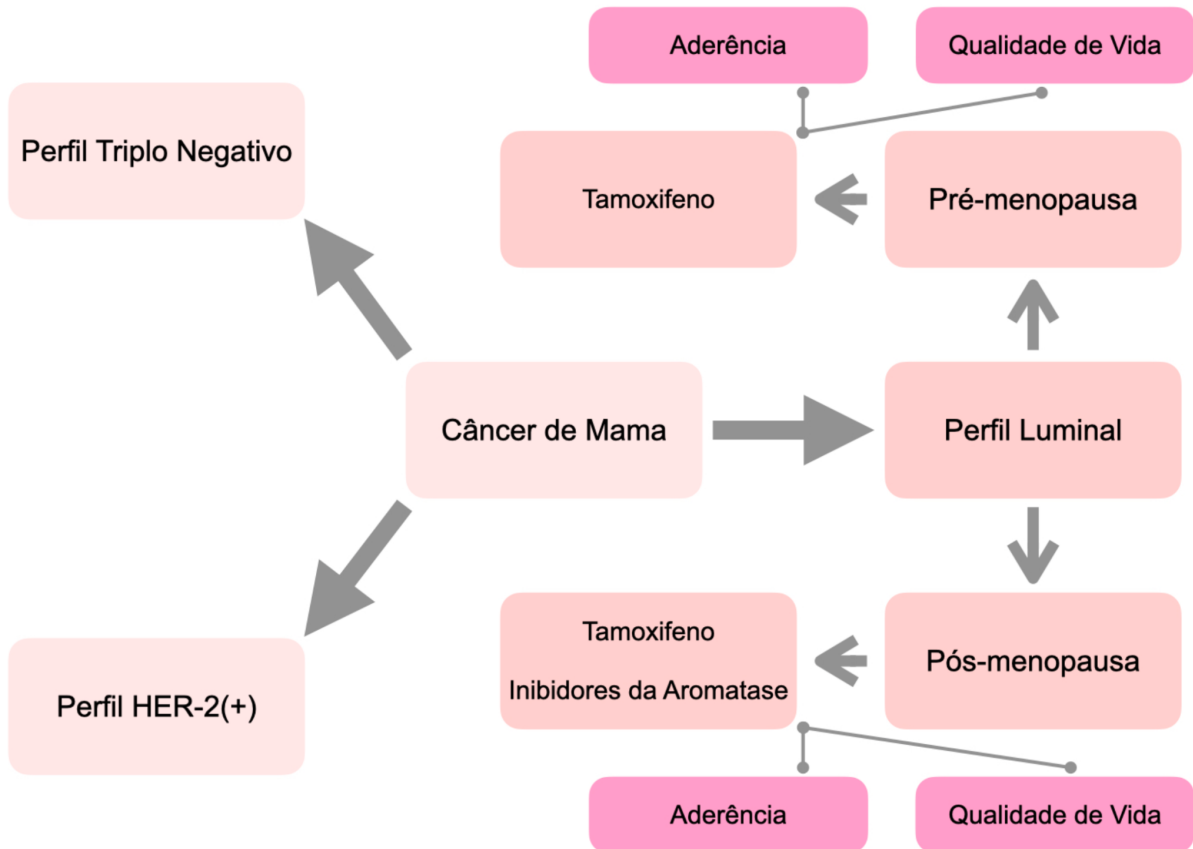 Aderência
Qualidade de Vida
Perfil Triplo Negativo
Tamoxifeno
Pré-menopausa
Câncer de Mama
Perfil Luminal
Tamoxifeno
Inibidores da Aromatase
Pós-menopausa
Perfil HER-2(+)
Aderência
Qualidade de Vida